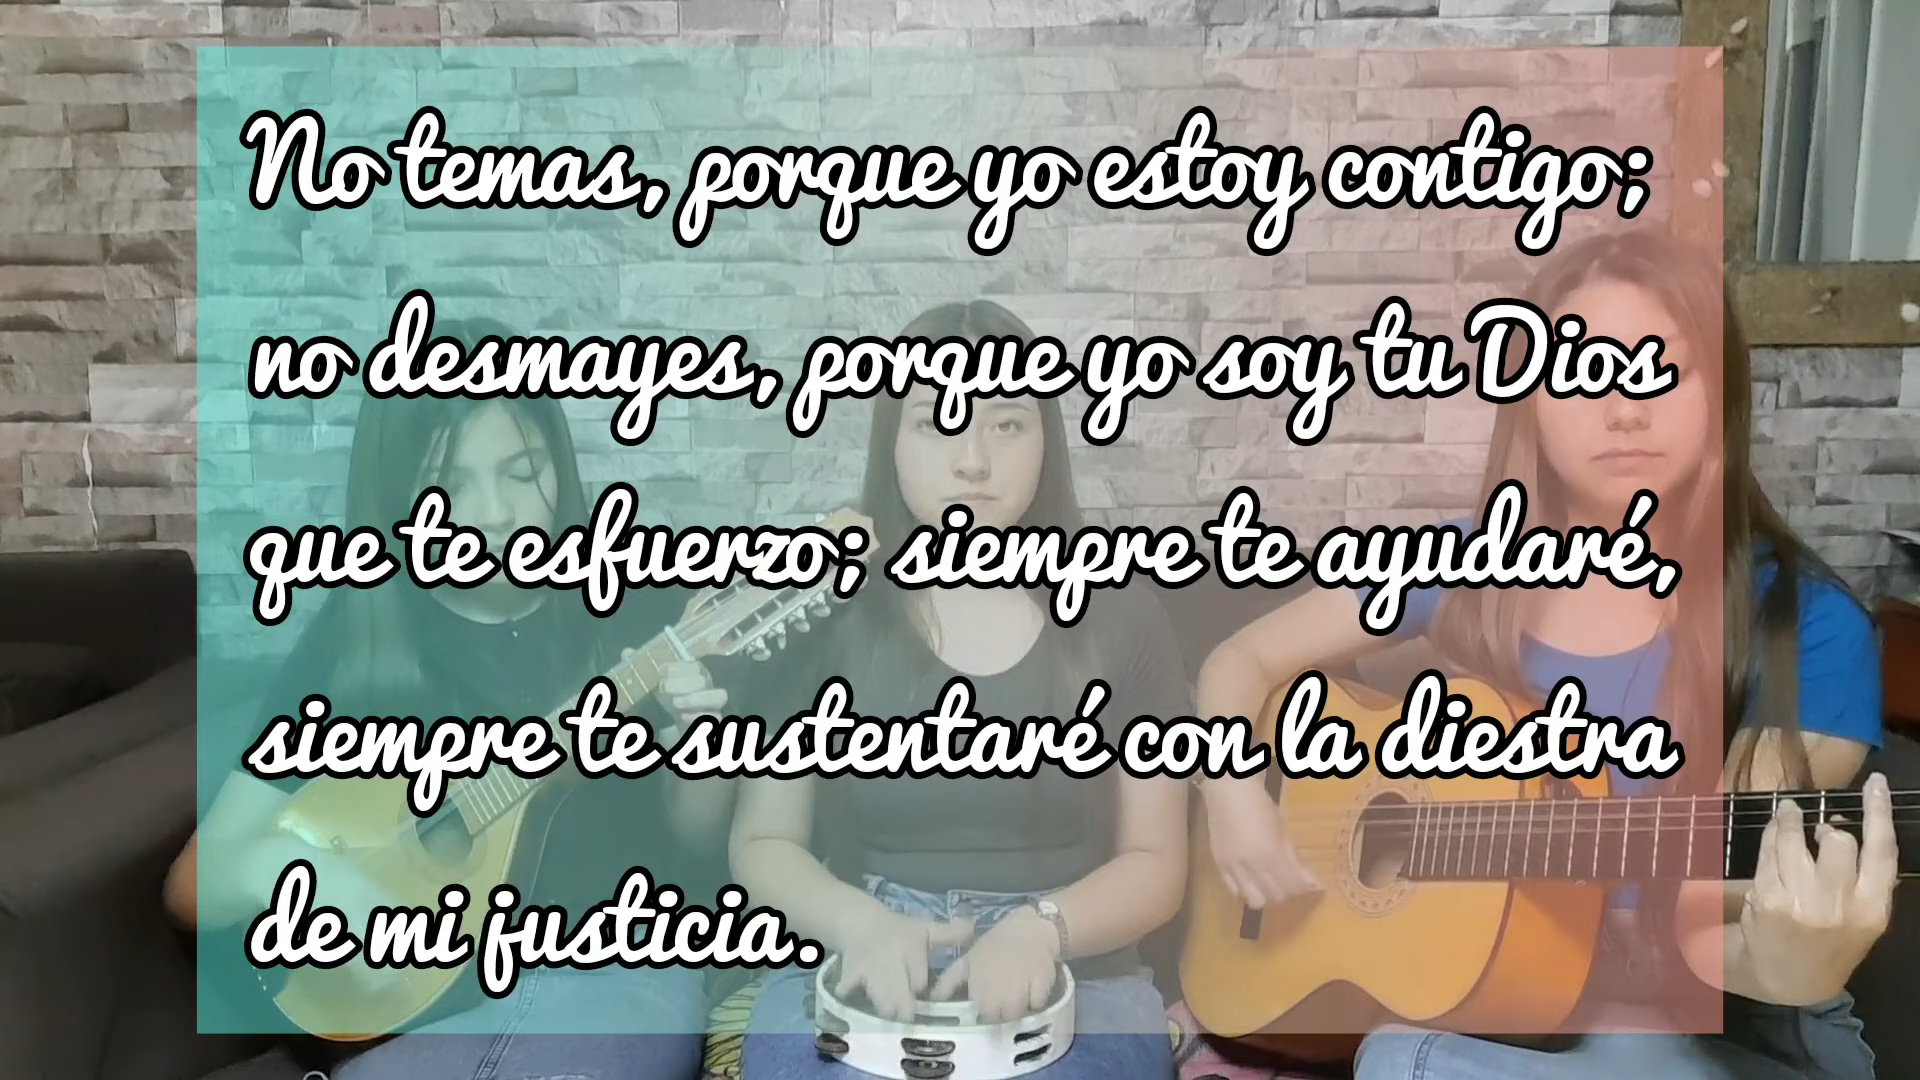 No temas, porque yo estoy contigo;
no desmayes, porque yo soy tu Dios
que te esfuerzo; siempre te ayudaré,
siempre te sustentaré con la diestra
de mi justicia.